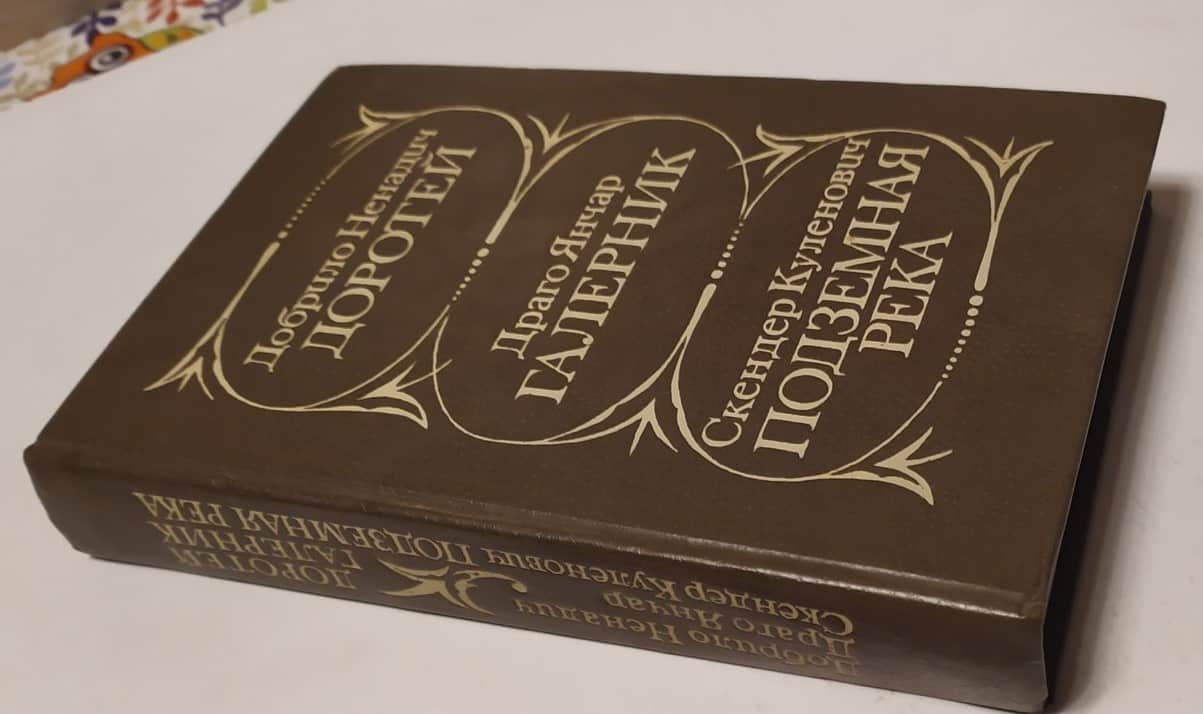 Добрило Ненадич
ДОРОТЕЙ
Драго Янчар
ГАЛЕРНИК
Скендер Куленович
ПОДЗЕМНАЯ
РЕКА
Добрило Ненадич ДОРОТЕЙ
Драго Янчар ГАЛЕРНИК
Скендер Куленович ПОДЗЕМНАЯ РЕКА